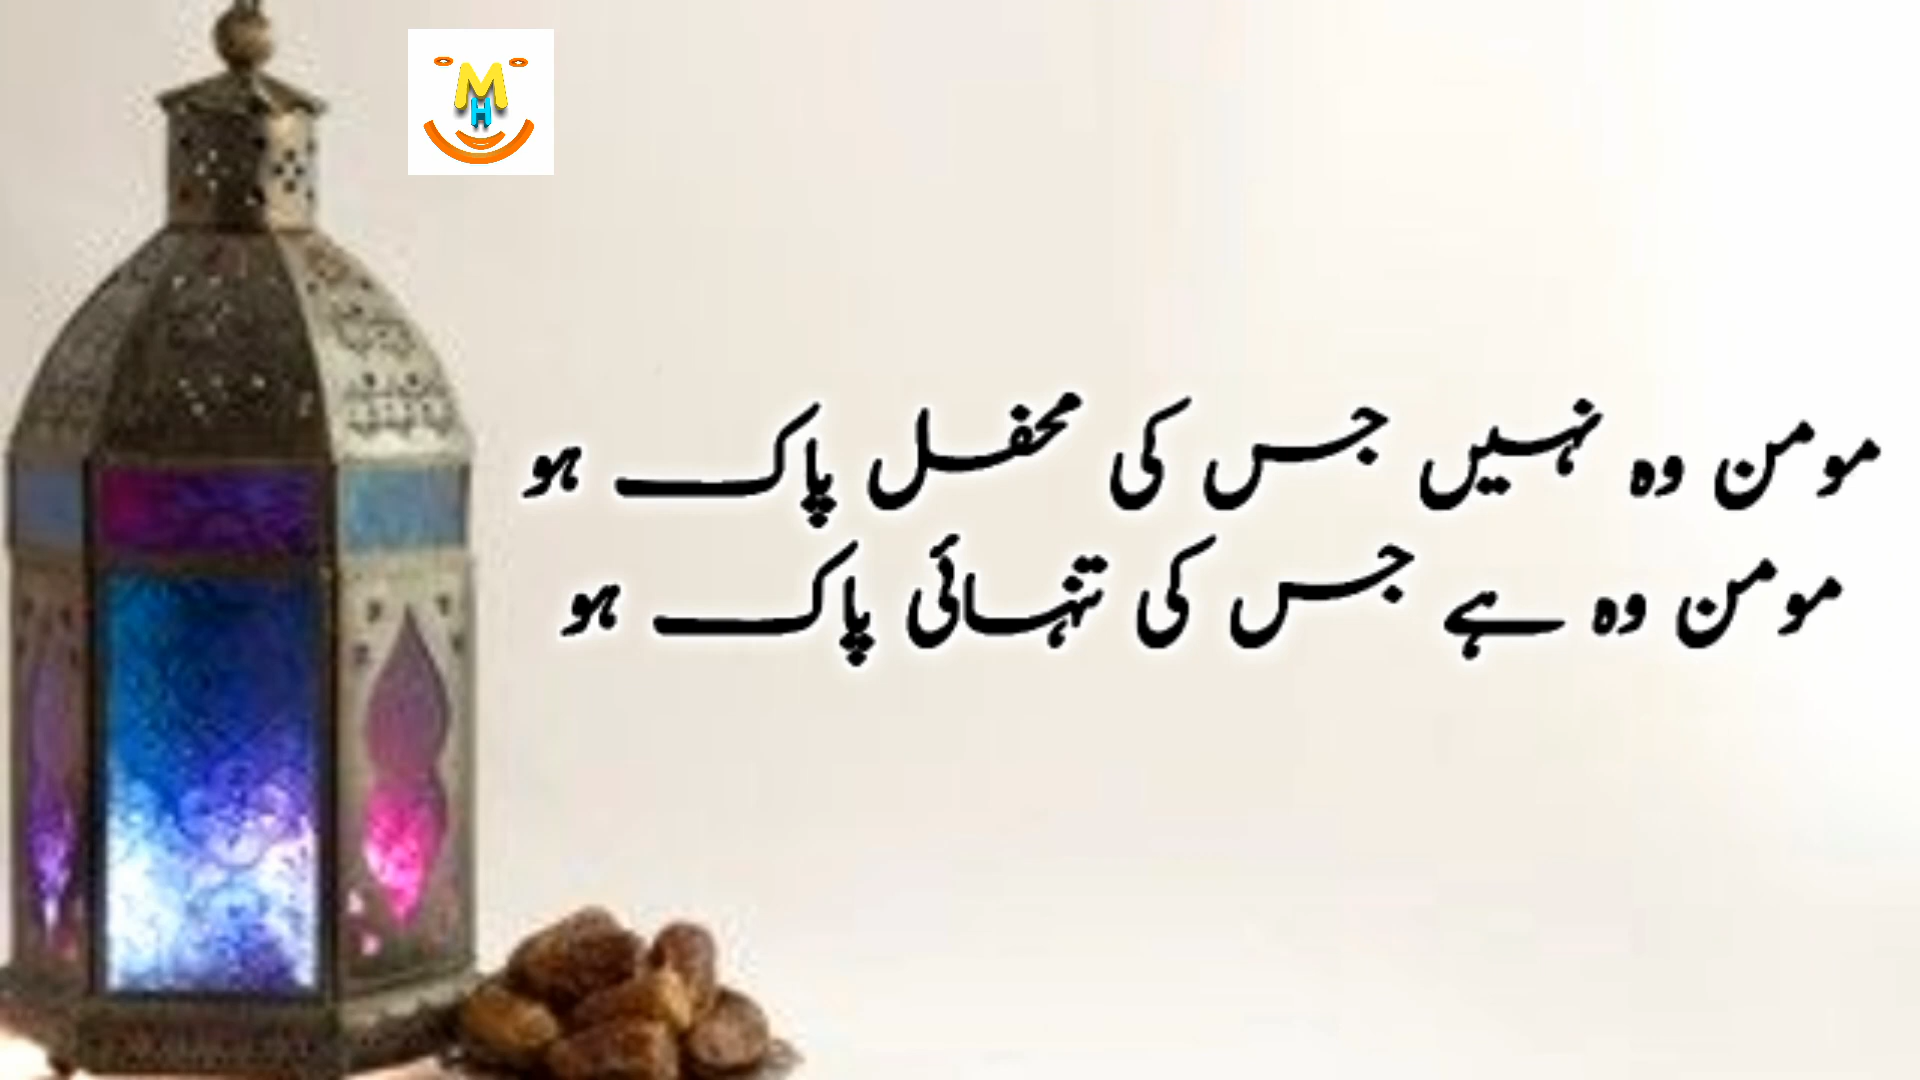 MH
مومن وہ نہیں جس کی محفل پاک ہو
مومن وہ ہے جس کی تنہائی پاک ہو